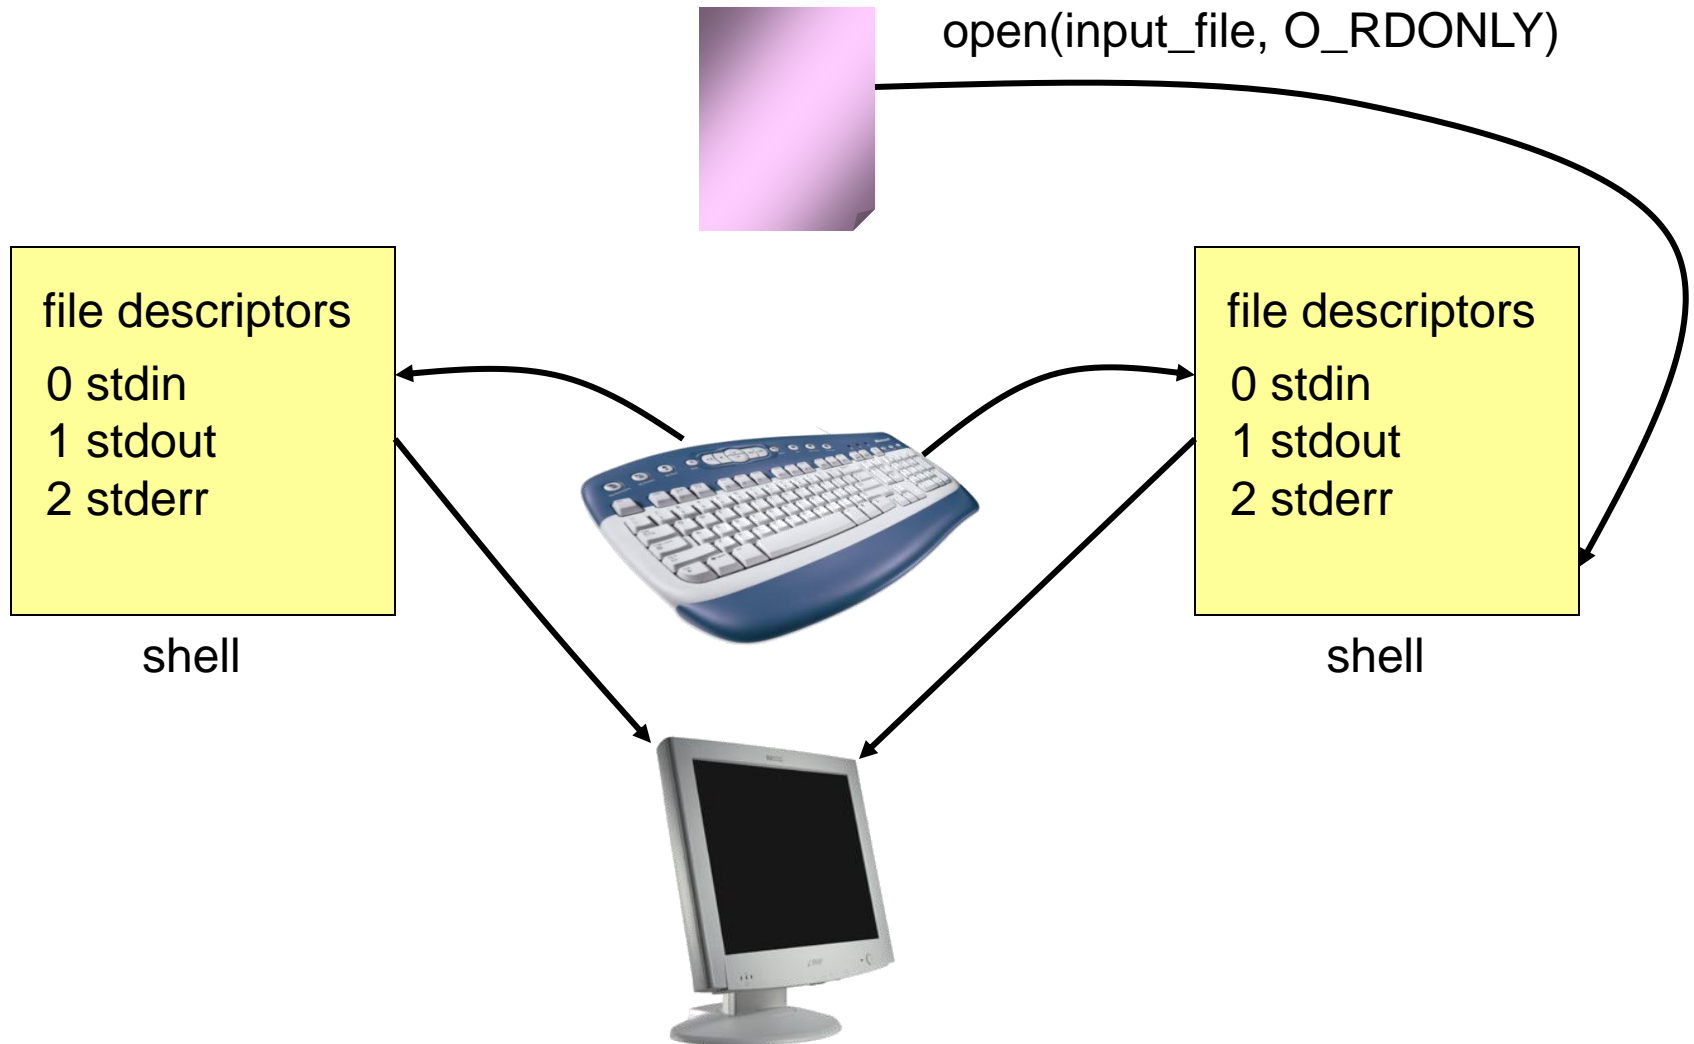 open(input_file, O_RDONLY)
file descriptors
0 stdin
1 stdout
2 stderr
shell
file descriptors
0 stdin
1 stdout
2 stderr
shell